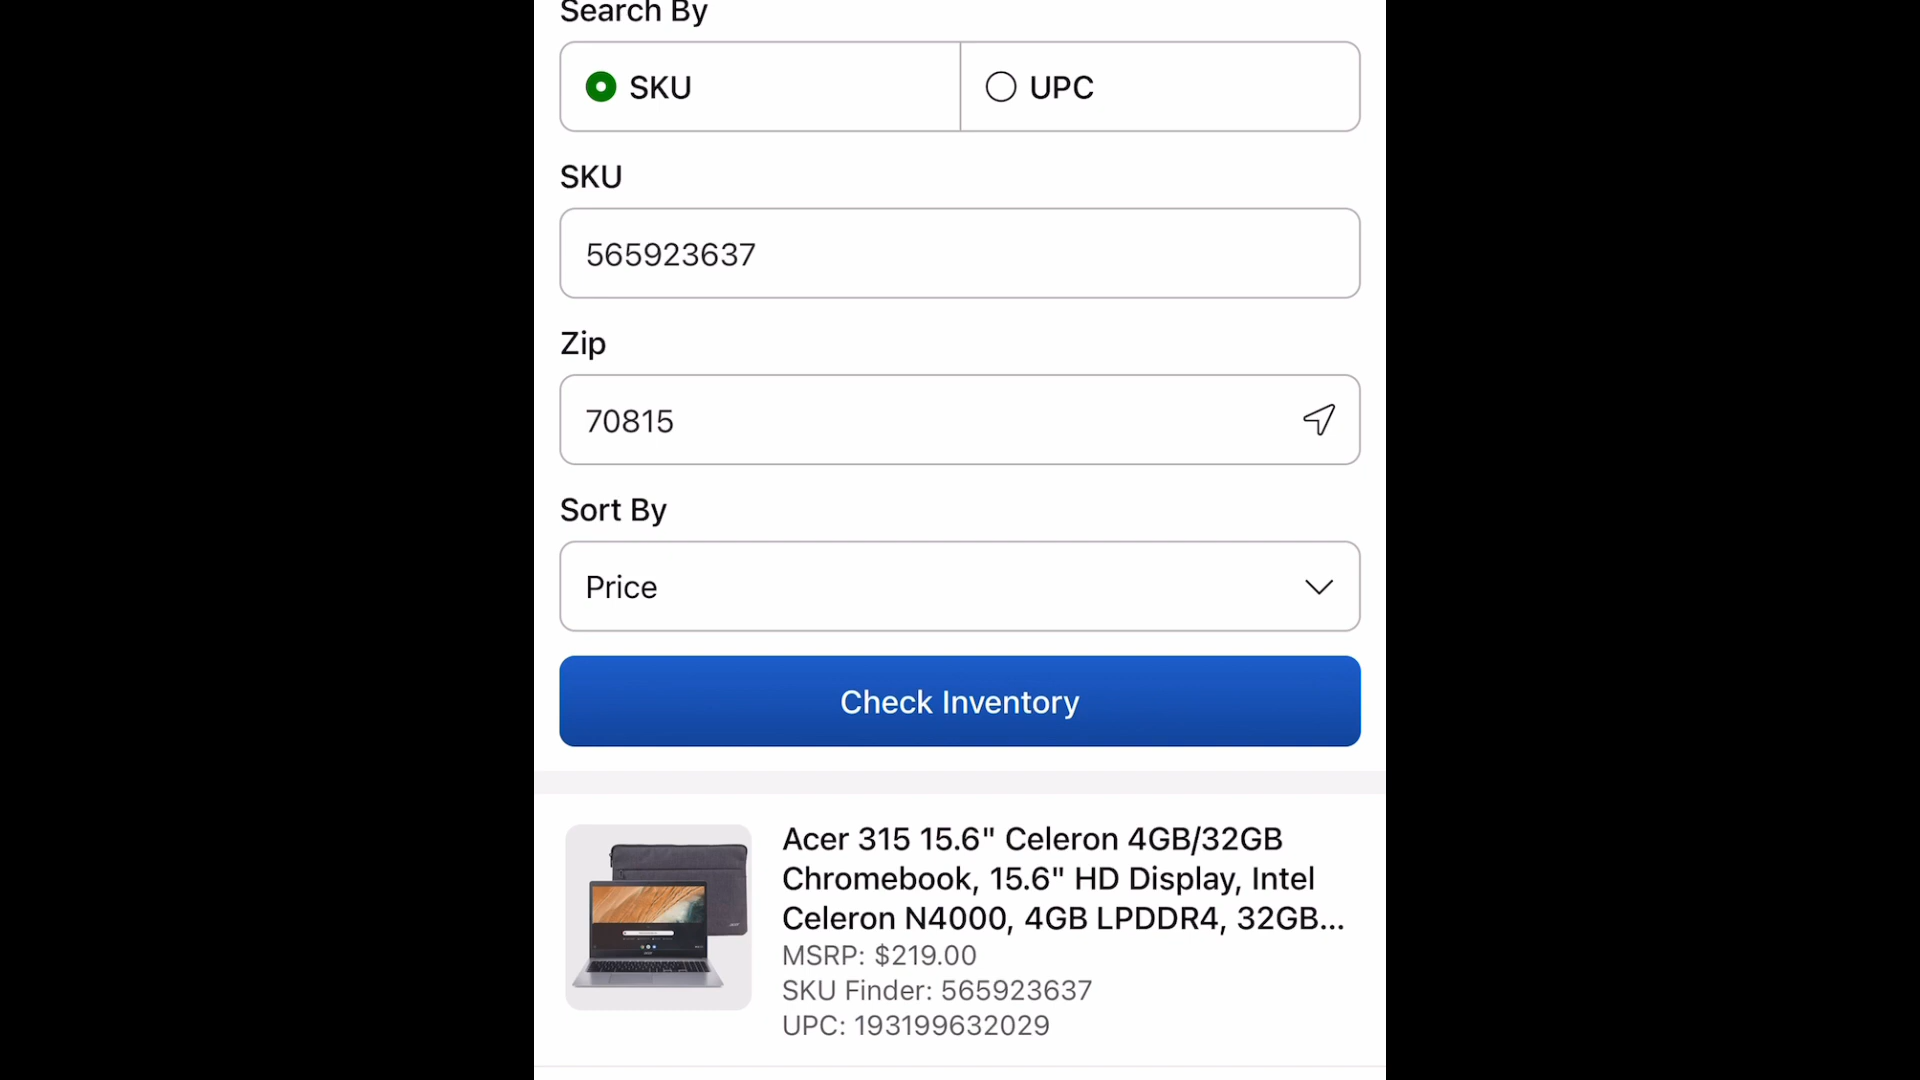 Search By
SKU
UPC
SKU
565923637
Zip
70815
Sort By
Price
Check Inventory
Acer 315 15.6" Celeron 4GB/32GB
Chromebook, 15.6" HD Display, Intel
Celeron N4000, 4GB LPDDR4, 32GB...
MSRP: $219.00
SKU Finder: 565923637
UPC: 193199632029